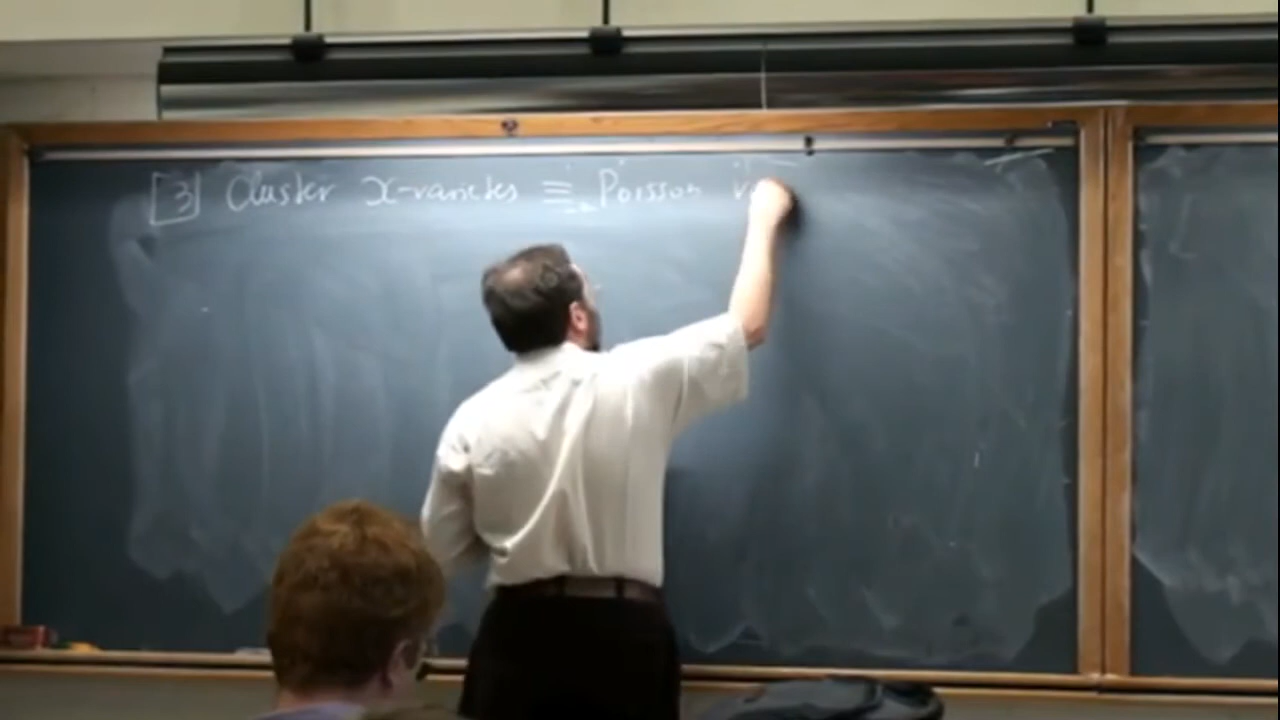 [3] Cluster X-varieties ≡ Poisson